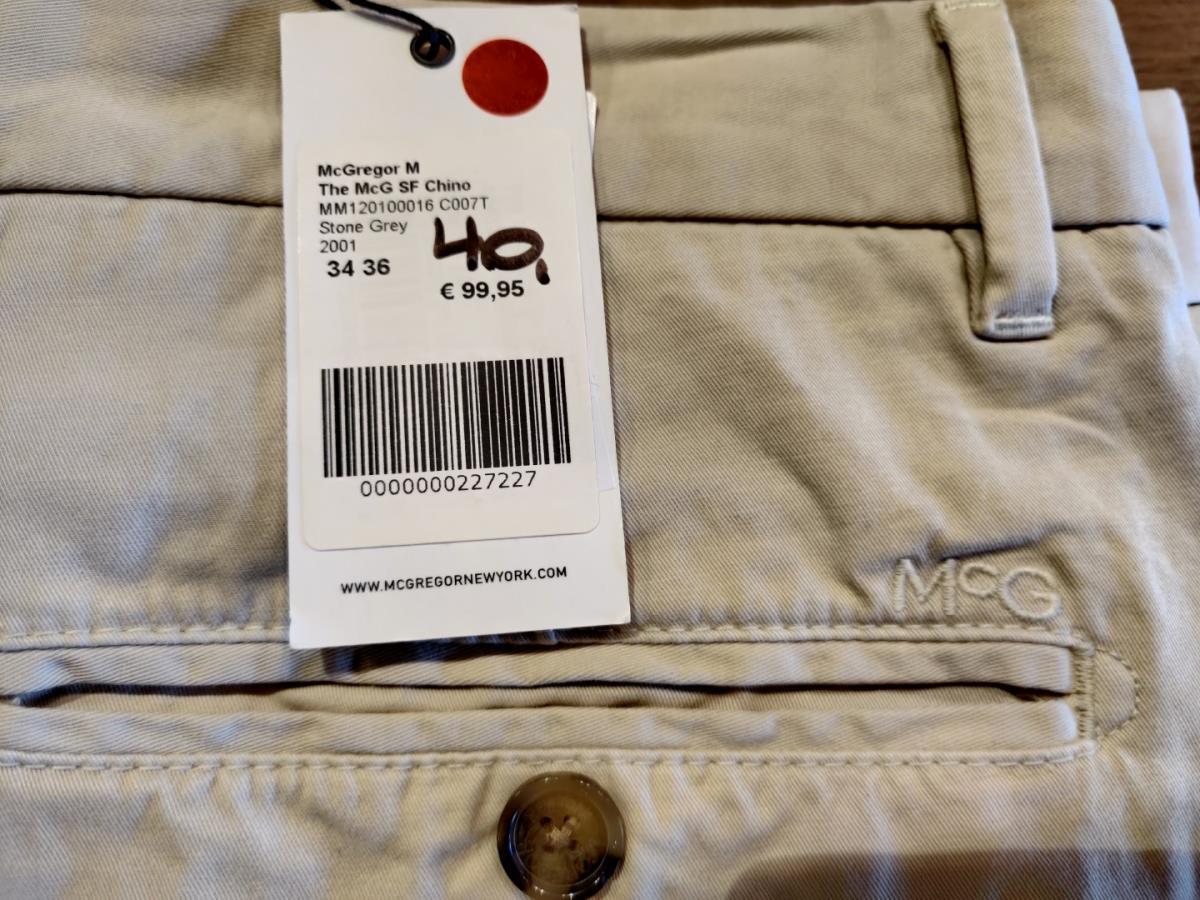 McGregor M
The McG SF Chino
MM120100016 C007T
Stone Grey
2001
34 36
40,
€ 99,95
0000000227227
WWW.MCGREGORNEWYORK.COM
McG